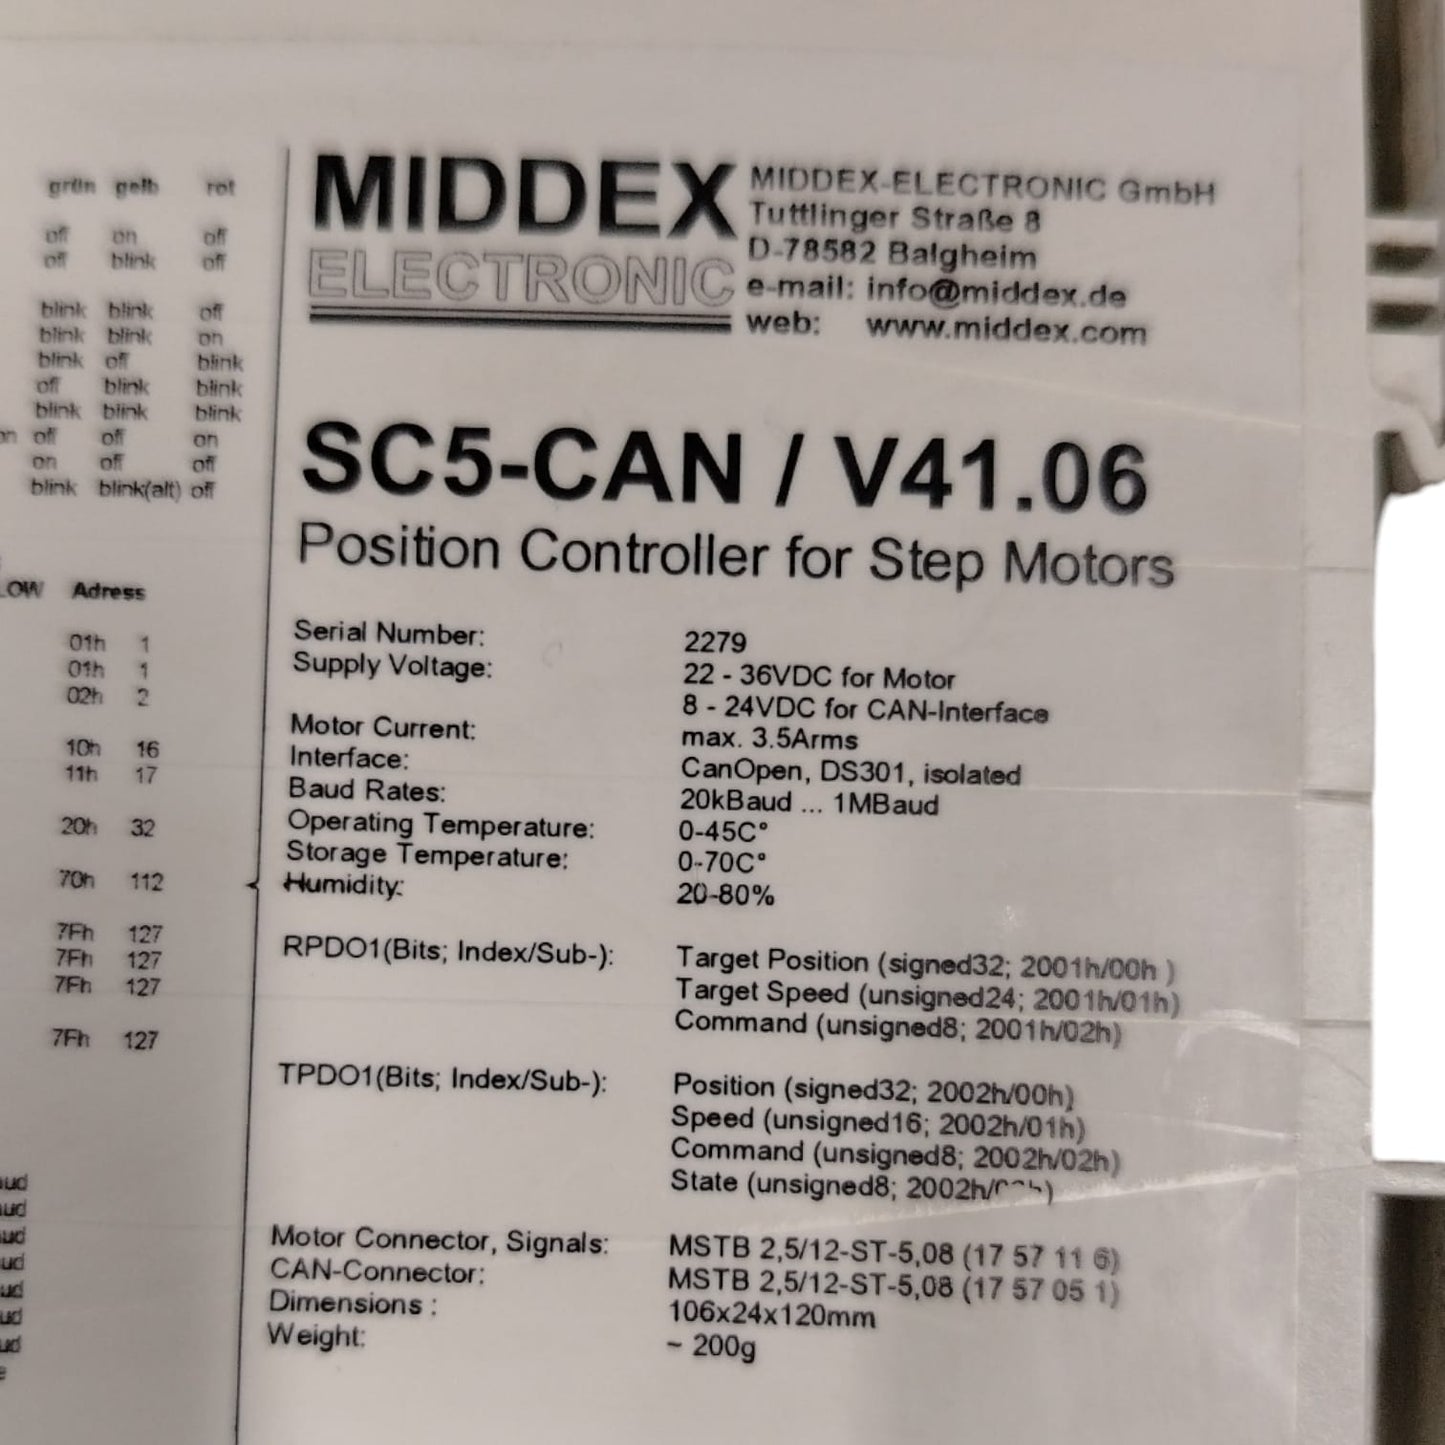 grün gelb rot
off on off
off blink off
blink blink off
blink blink on
blink off blink
off blink blink
blink blink blink
on off off on
on off off
blink blink(alt) off
LOW Adress
01h 1
01h 1
02h 2
10h 16
11h 17
20h 32
70h 112
7Fh 127
7Fh 127
7Fh 127
7Fh 127
MIDDEX
ELECTRONIC
MIDDEX-ELECTRONIC GmbH
Tuttlinger Straße 8
D-78582 Balgheim
e-mail: info@middex.de
web: www.middex.com
SC5-CAN / V41.06
Position Controller for Step Motors
Serial Number: 2279
Supply Voltage: 22 - 36VDC for Motor
8 - 24VDC for CAN-Interface
Motor Current: max. 3.5Arms
Interface: CanOpen, DS301, isolated
Baud Rates: 20kBaud ... 1MBaud
Operating Temperature: 0-45C°
Storage Temperature: 0-70C°
Humidity: 20-80%
RPDO1(Bits; Index/Sub-): Target Position (signed32; 2001h/00h )
Target Speed (unsigned24; 2001h/01h)
Command (unsigned8; 2001h/02h)
TPDO1(Bits; Index/Sub-): Position (signed32; 2002h/00h)
Speed (unsigned16; 2002h/01h)
Command (unsigned8; 2002h/02h)
State (unsigned8;
Motor Connector, Signals: MSTB 2,5/12-ST-5,08 (17 57 11 6)
CAN-Connector: MSTB 2,5/12-ST-5,08 (17 57 05 1)
Dimensions : 106x24x120mm
Weight: ~ 200g